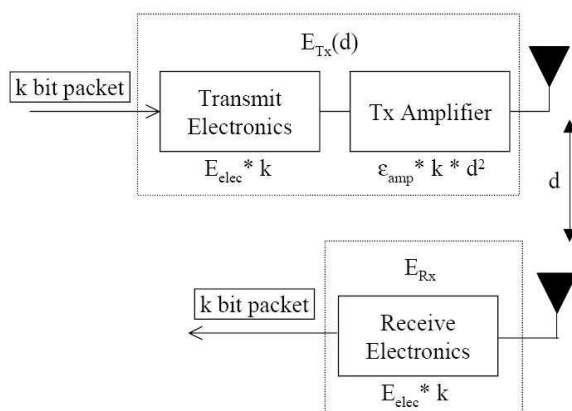 E_Tx(d)
k bit packet
Transmit
Electronics
Tx Amplifier
E_elec* k
ε_amp* k * d²
d
E_Rx
k bit packet
Receive
Electronics
E_elec* k